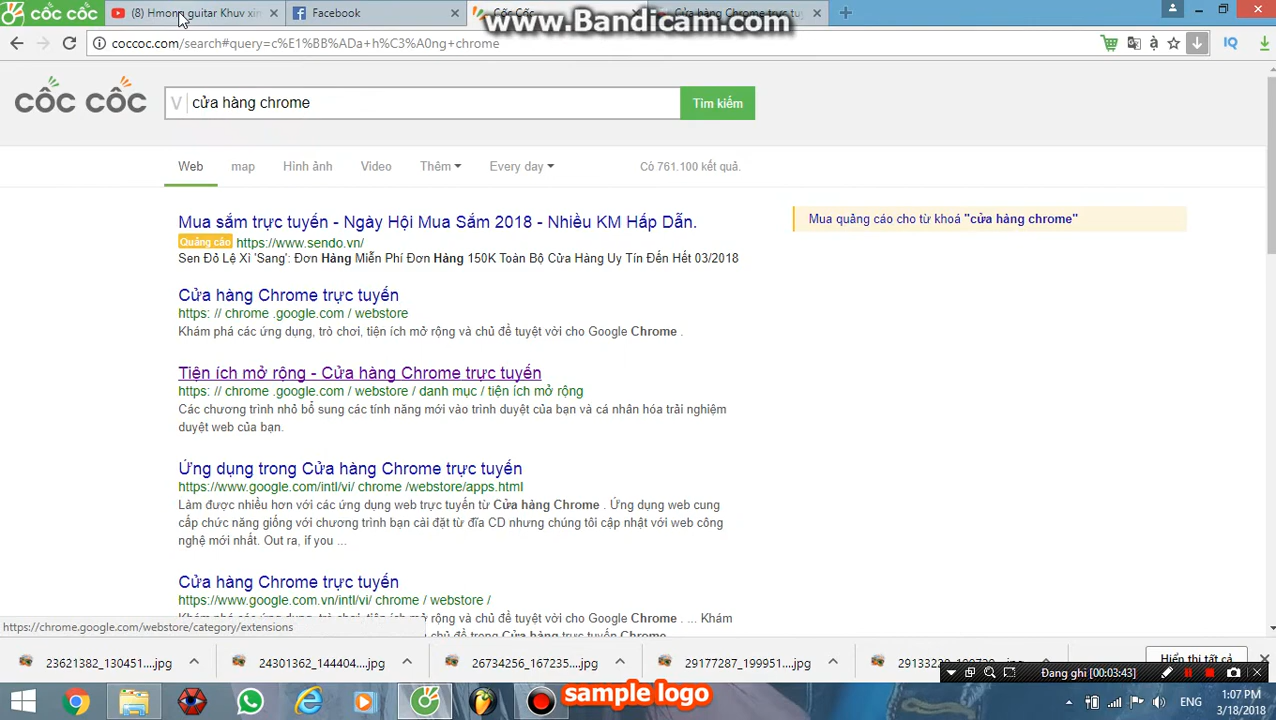 CỐC CỐC
(8) Hmong guitar Khuv xim
Facebook
Cốc Cốc
Cửa hàng Chrome trực tu
www.Bandicam.com
coccoc.com/search#query=c%E1%BB%ADa+h%C3%A0ng+chrome
CỐC CỐC
V
cửa hàng chrome
Tìm kiếm
Web
map
Hình ảnh
Video
Thêm
Every day
Có 761.100 kết quả.
Mua sắm trực tuyến - Ngày Hội Mua Sắm 2018 - Nhiều KM Hấp Dẫn.
Quảng cáo https://www.sendo.vn/
Sen Đỏ Lệ Xi 'Sang': Đơn Hàng Miễn Phí Đơn Hàng 150K Toàn Bộ Cửa Hàng Uy Tín Đến Hết 03/2018
Mua quảng cáo cho từ khoá "cửa hàng chrome"
Cửa hàng Chrome trực tuyến
https: // chrome .google.com / webstore
Khám phá các ứng dụng, trò chơi, tiện ích mở rộng và chủ đề tuyệt vời cho Google Chrome .
Tiện ích mở rộng - Cửa hàng Chrome trực tuyến
https: // chrome .google.com / webstore / danh mục / tiện ích mở rộng
Các chương trình nhỏ bổ sung các tính năng mới vào trình duyệt của bạn và cá nhân hóa trải nghiệm
duyệt web của bạn.
Ứng dụng trong Cửa hàng Chrome trực tuyến
https://www.google.com/intl/vi/ chrome /webstore/apps.html
Làm được nhiều hơn với các ứng dụng web trực tuyến từ Cửa hàng Chrome . Ứng dụng web cung
cấp chức năng giống với chương trình bạn cài đặt từ đĩa CD nhưng chúng tôi cập nhật với web công
nghệ mới nhất. Out ra, if you ...
Cửa hàng Chrome trực tuyến
https://www.google.com.vn/intl/vi/ chrome / webstore /
https://chrome.google.com/webstore/category/extensions
23621382_130451....jpg
24301362_144404....jpg
26734256_167235....jpg
29177287_199951....jpg
Hiển thị tất cả
Đang ghi [00:03:43]
sample logo
ENG
1:07 PM
3/18/2018